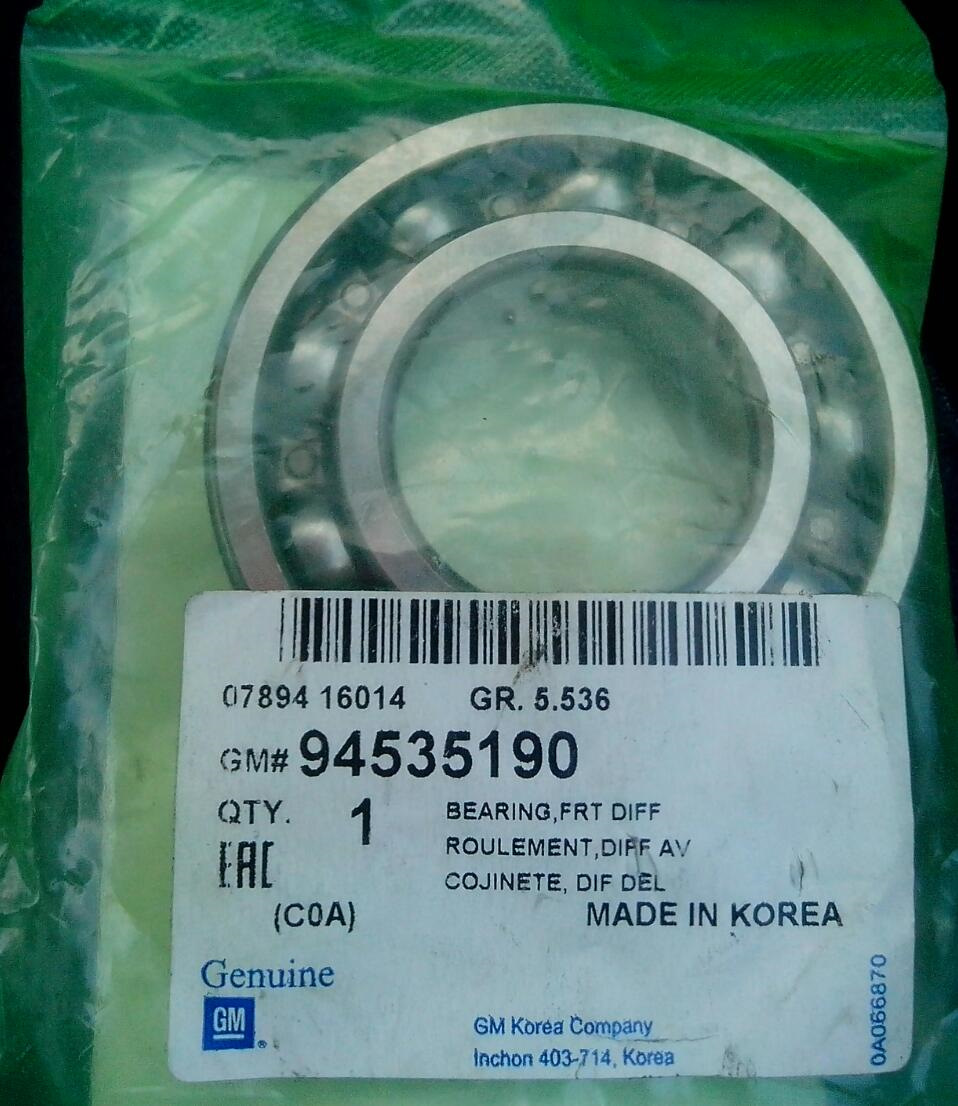 07894 16014 GR. 5.536
GM# 94535190
QTY. 1 BEARING,FRT DIFF
ROULEMENT,DIFF AV
EAC COJINETE, DIF DEL
(C0A) MADE IN KOREA
Genuine
GM ®
GM Korea Company
Inchon 403-714, Korea
0A066870